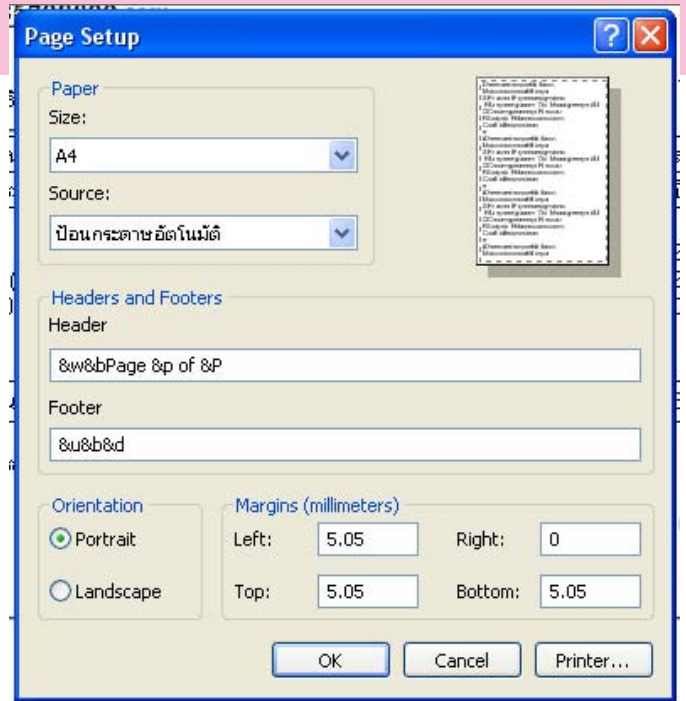 Page Setup
Paper
Size:
A4
Source:
ป้อนกระดาษอัตโนมัติ
Headers and Footers
Header
&w&bPage &p of &P
Footer
&u&b&d
Orientation
Portrait
Landscape
Margins (millimeters)
Left: 5.05 Right: 0
Top: 5.05 Bottom: 5.05
OK Cancel Printer...